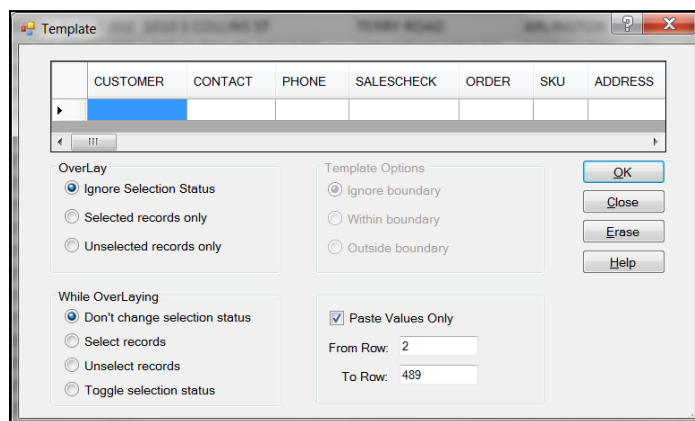 Template
CUSTOMER CONTACT PHONE SALESCHECK ORDER SKU ADDRESS
OverLay
Ignore Selection Status
Selected records only
Unselected records only
Template Options
Ignore boundary
Within boundary
Outside boundary
OK
Close
Erase
Help
While OverLaying
Don't change selection status
Select records
Unselect records
Toggle selection status
Paste Values Only
From Row: 2
To Row: 489